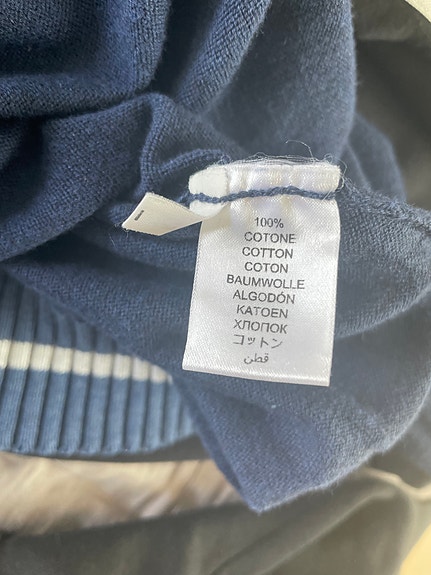 100%
COTONE
COTTON
COTON
BAUMWOLLE
ALGODÓN
KATOEN
ХЛОПОК
コットン
قطن